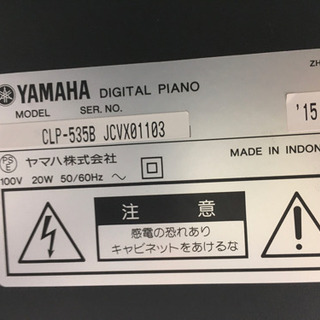 ZH
YAMAHA DIGITAL PIANO
MODEL SER. NO.
CLP-535B JCVX01103
'15
PSE ヤマハ株式会社
100V 20W 50/60Hz
MADE IN INDON
注意
感電の恐れあり
キャビネットをあけるな